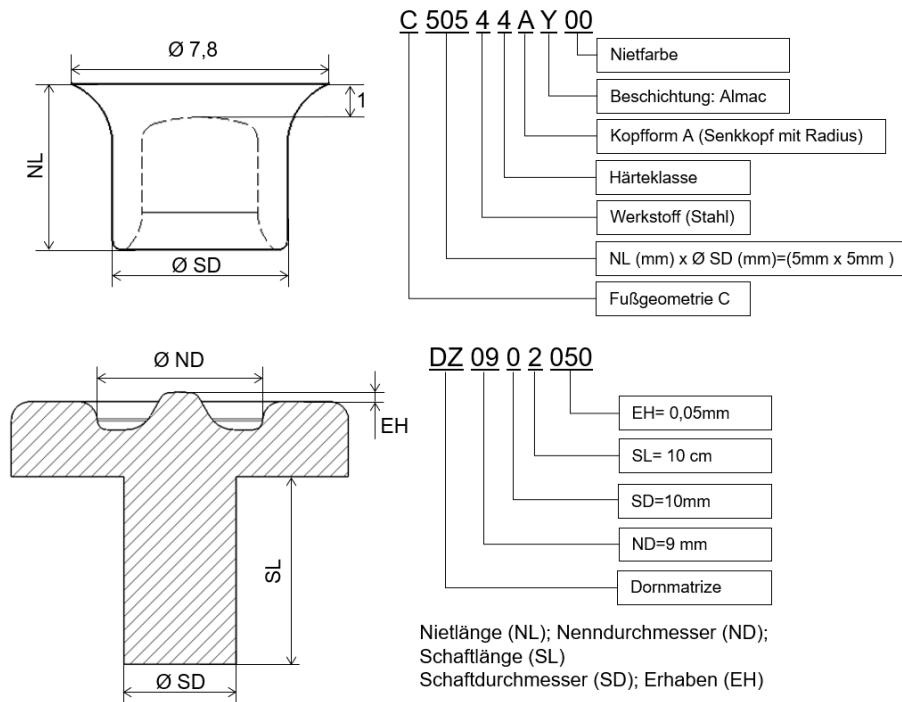 C 505 4 4 A Y 00
Ø 7,8
Nietfarbe
1
Beschichtung: Almac
Kopfform A (Senkkopf mit Radius)
NL
Härteklasse
Werkstoff (Stahl)
NL (mm) x Ø SD (mm)=(5mm x 5mm )
Ø SD
Fußgeometrie C
DZ 09 0 2 050
Ø ND
EH
EH= 0,05mm
SL= 10 cm
SD=10mm
ND=9 mm
SL
Dornmatrize
Nietlänge (NL); Nenndurchmesser (ND);
Schaftlänge (SL)
Schaftdurchmesser (SD); Erhaben (EH)
Ø SD